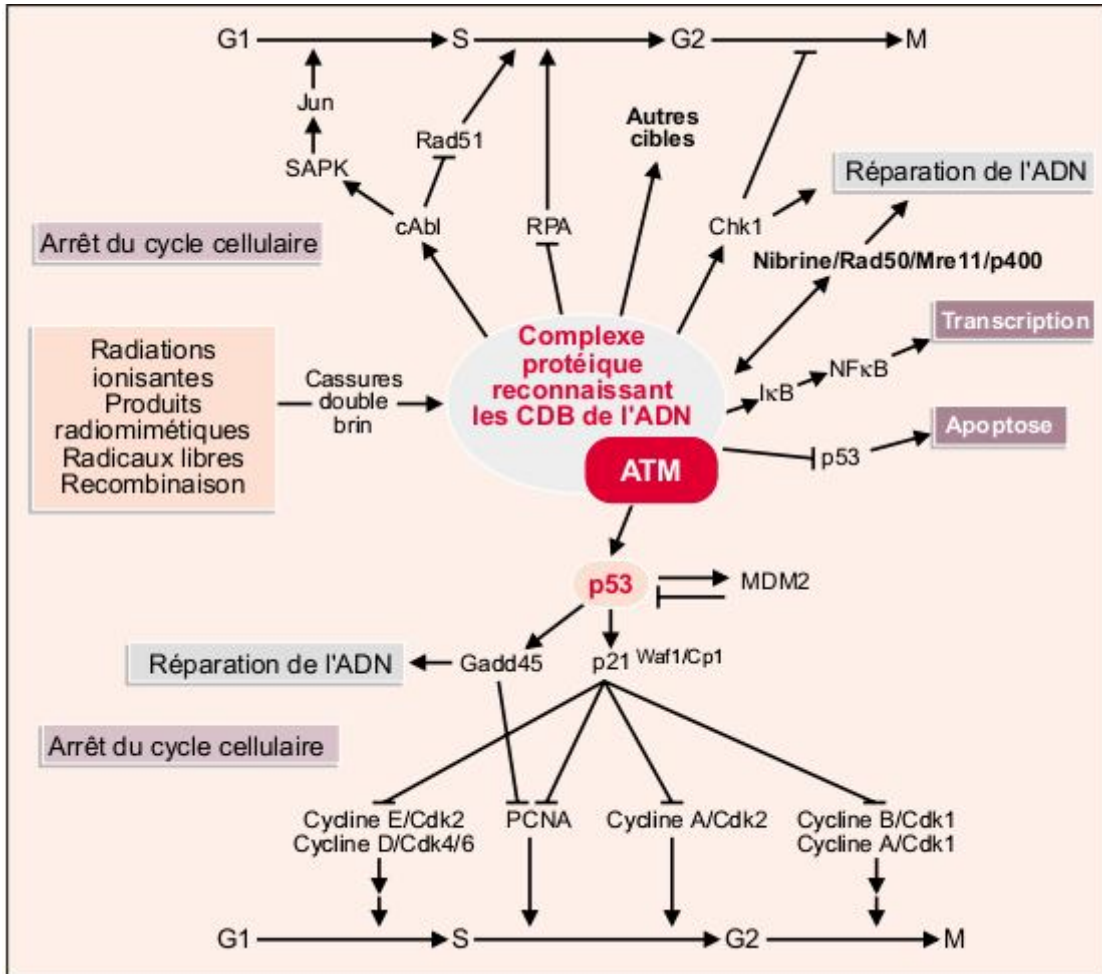 G1 S G2 M
Jun
Rad51
Autres
cibles
SAPK
Réparation de l'ADN
cAbl RPA Chk1
Arrêt du cycle cellulaire
Nibrine/Rad50/Mre11/p400
Complexe
protéique
reconnaissant
les CDB de l'ADN
ATM
Radiations
ionisantes
Produits
radiomimétiques
Radicaux libres
Recombinaison
Cassures
double
brin
IκB NFκB
Transcription
p53
Apoptose
p53 MDM2
Réparation de l'ADN
Gadd45 p21 Waf1/Cp1
Arrêt du cycle cellulaire
Cycline E/Cdk2
Cycline D/Cdk4/6
PCNA
Cycline A/Cdk2
Cycline B/Cdk1
Cycline A/Cdk1
G1 S G2 M